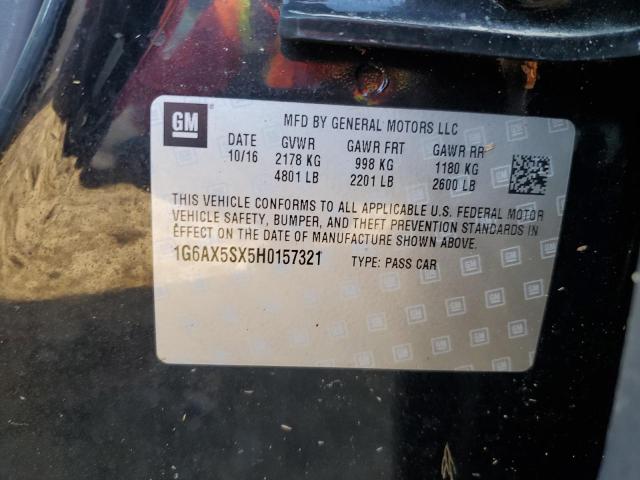 GM MFD BY GENERAL MOTORS LLC
DATE GVWR GAWR FRT GAWR RR
10/16 2178 KG 998 KG 1180 KG
4801 LB 2201 LB 2600 LB
THIS VEHICLE CONFORMS TO ALL APPLICABLE U.S. FEDERAL MOTOR
VEHICLE SAFETY, BUMPER, AND THEFT PREVENTION STANDARDS IN
EFFECT ON THE DATE OF MANUFACTURE SHOWN ABOVE.
1G6AX5SX5H0157321 TYPE: PASS CAR